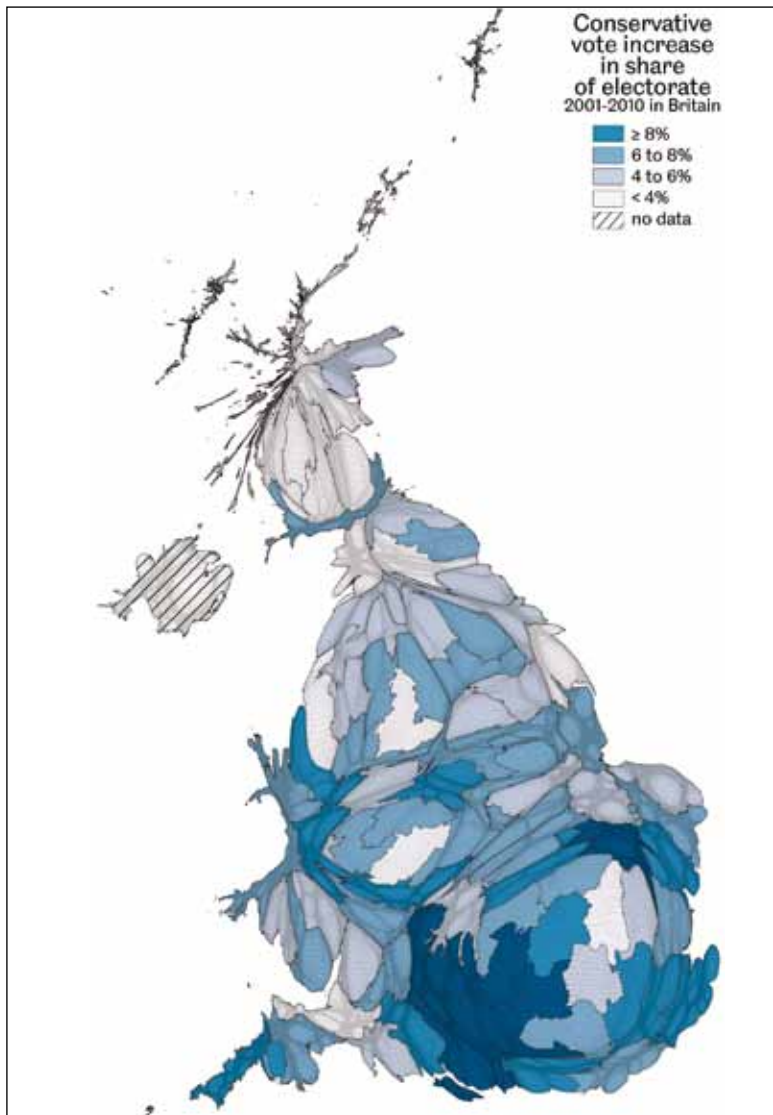 Conservative
vote increase
in share
of electorate
2001-2010 in Britain
≥ 8%
6 to 8%
4 to 6%
< 4%
no data